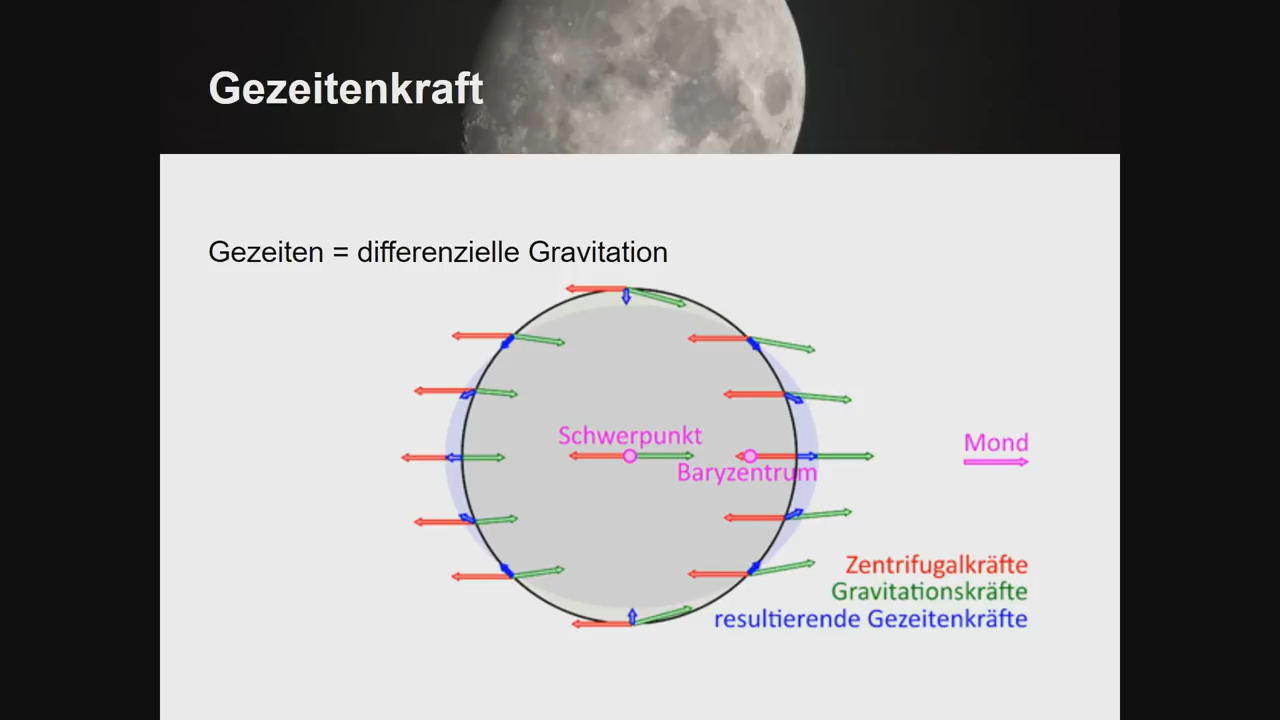 Gezeitenkraft
Gezeiten = differenzielle Gravitation
Schwerpunkt
Baryzentrum
Mond
Zentrifugalkräfte
Gravitationskräfte
resultierende Gezeitenkräfte